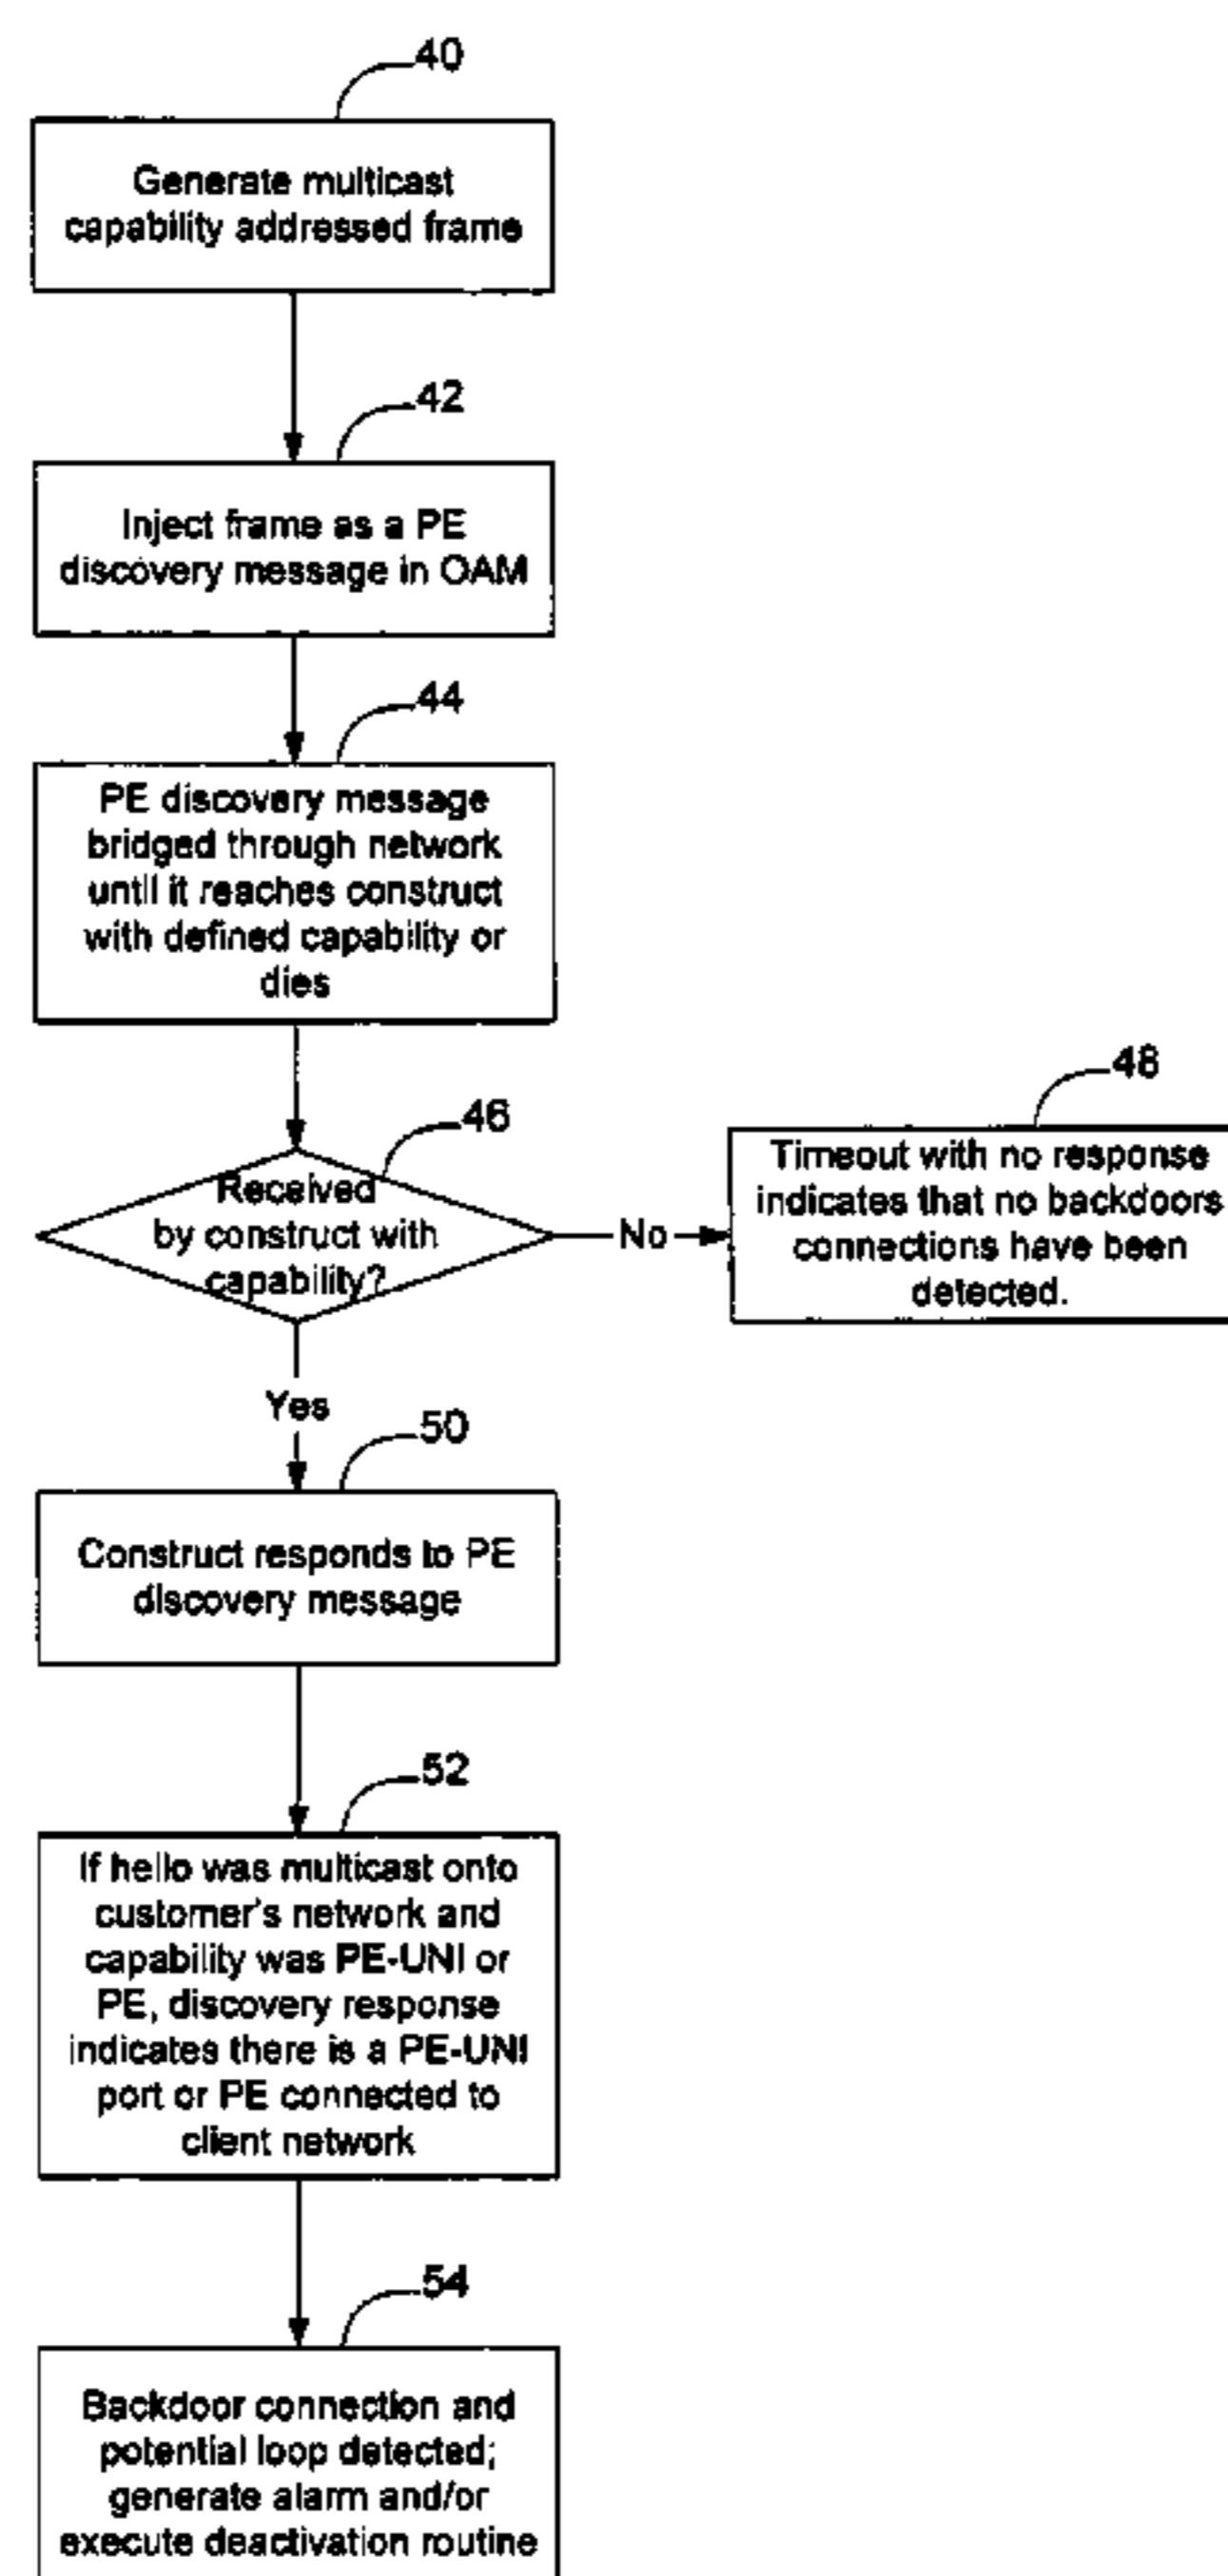 40
Generate multicast
capability addressed frame
42
Inject frame as a PE
discovery message in OAM
44
PE discovery message
bridged through network
until it reaches construct
with defined capability or
dies
46
Received
by construct with
capability?
No
48
Timeout with no response
indicates that no backdoors
connections have been
detected.
Yes
50
Construct responds to PE
discovery message
52
If hello was multicast onto
customer's network and
capability was PE-UNI or
PE, discovery response
indicates there is a PE-UNI
port or PE connected to
client network
54
Backdoor connection and
potential loop detected;
generate alarm and/or
execute deactivation routine